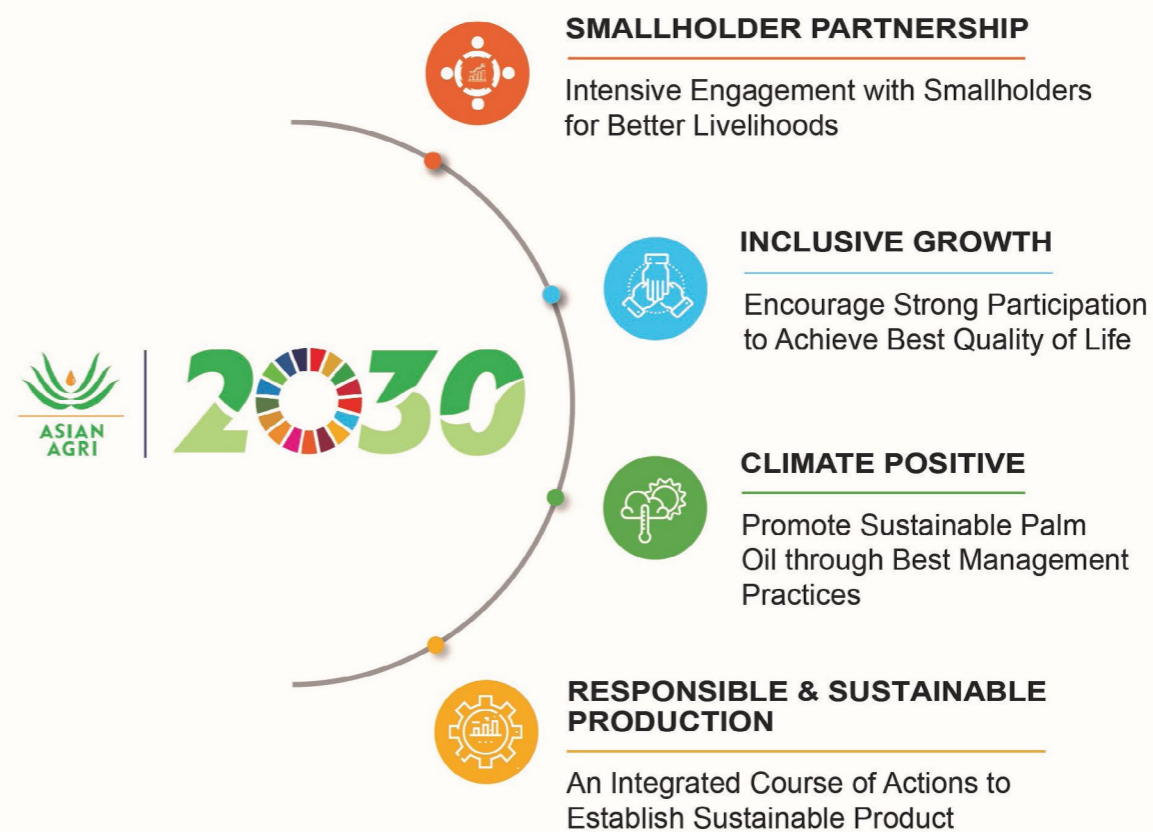 SMALLHOLDER PARTNERSHIP
Intensive Engagement with Smallholders
for Better Livelihoods
INCLUSIVE GROWTH
Encourage Strong Participation
to Achieve Best Quality of Life
ASIAN
AGRI
2030
CLIMATE POSITIVE
Promote Sustainable Palm
Oil through Best Management
Practices
RESPONSIBLE & SUSTAINABLE
PRODUCTION
An Integrated Course of Actions to
Establish Sustainable Product